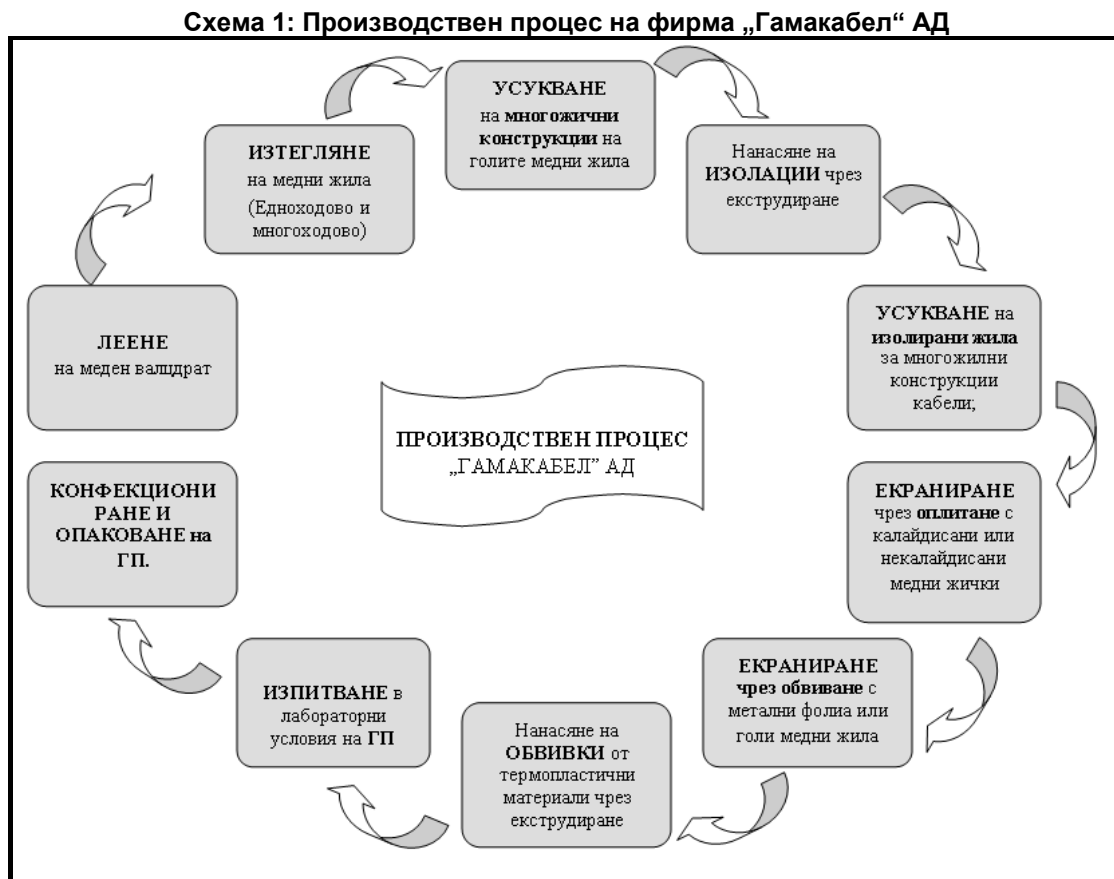 Схема 1: Производствен процес на фирма „Гамакабел“ АД
УСУКВАНЕ
на многожични
конструкции на
голите медни жила
Нанасяне на
ИЗОЛАЦИИ чрез
екструдиране
УСУКВАНЕ на
изолирани жила
за многожилни
конструкции
кабели;
ЕКРАНИРАНЕ
чрез оплитане с
калайдисани или
некалайдисани
медни жички
ЕКРАНИРАНЕ
чрез обвиване с
метални фолиа или
голи медни жила
Нанасяне на
ОБВИВКИ от
термопластични
материали чрез
екструдиране
ИЗПИТВАНЕ в
лабораторни
условия на ГП
КОНФЕКЦИОНИ
РАНЕ И
ОПАКОВАНЕ на
ГП.
ЛЕЕНЕ
на меден валцдрат
ИЗТЕГЛЯНЕ
на медни жила
(Едноходово и
многоходово)
ПРОИЗВОДСТВЕН ПРОЦЕС
„ГАМАКАБЕЛ” АД